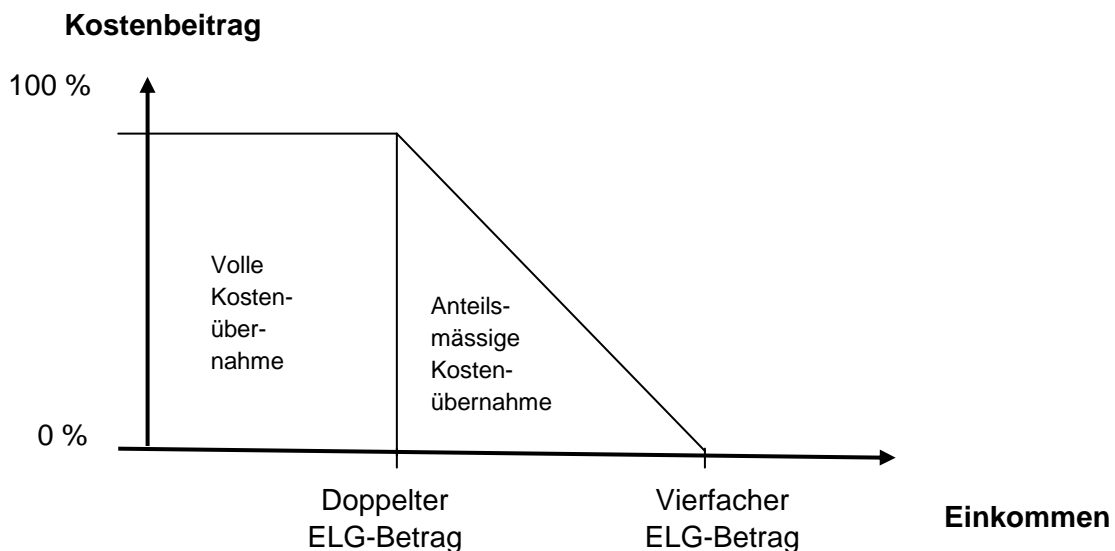 Kostenbeitrag
100 %
Volle
Kosten-
über-
nahme
Anteils-
mässige
Kosten-
übernahme
0 %
Doppelter
ELG-Betrag
Vierfacher
ELG-Betrag
Einkommen